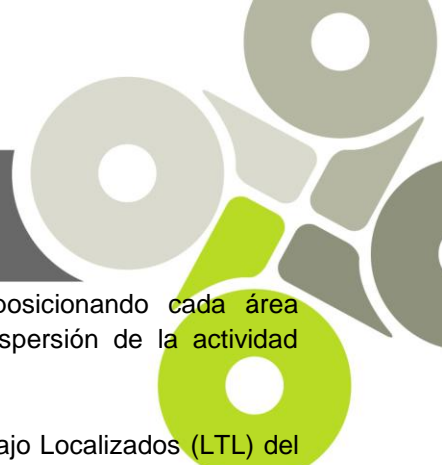 posicionando cada área
spersión de la actividad
ajo Localizados (LTL) del